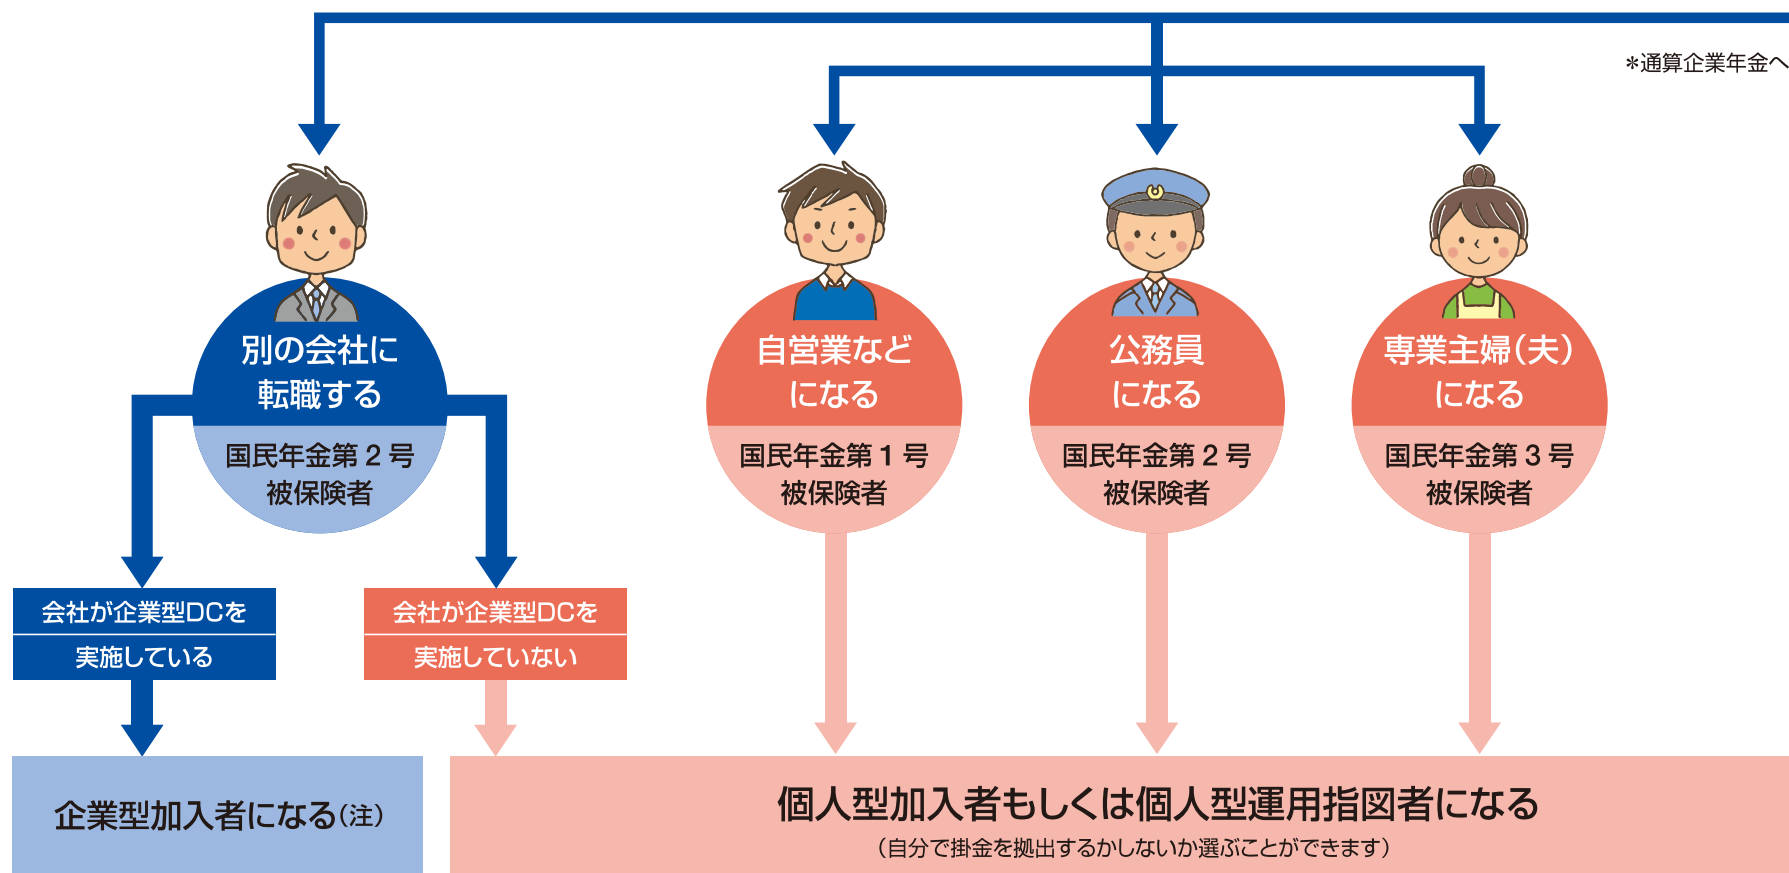 *通算企業年金へ
別の会社に
転職する
国民年金第2号
被保険者
自営業など
になる
国民年金第1号
被保険者
公務員
になる
国民年金第2号
被保険者
専業主婦(夫)
になる
国民年金第3号
被保険者
会社が企業型DCを
実施している
会社が企業型DCを
実施していない
企業型加入者になる(注)
個人型加入者もしくは個人型運用指図者になる
(自分で掛金を拠出するかしないか選ぶことができます)